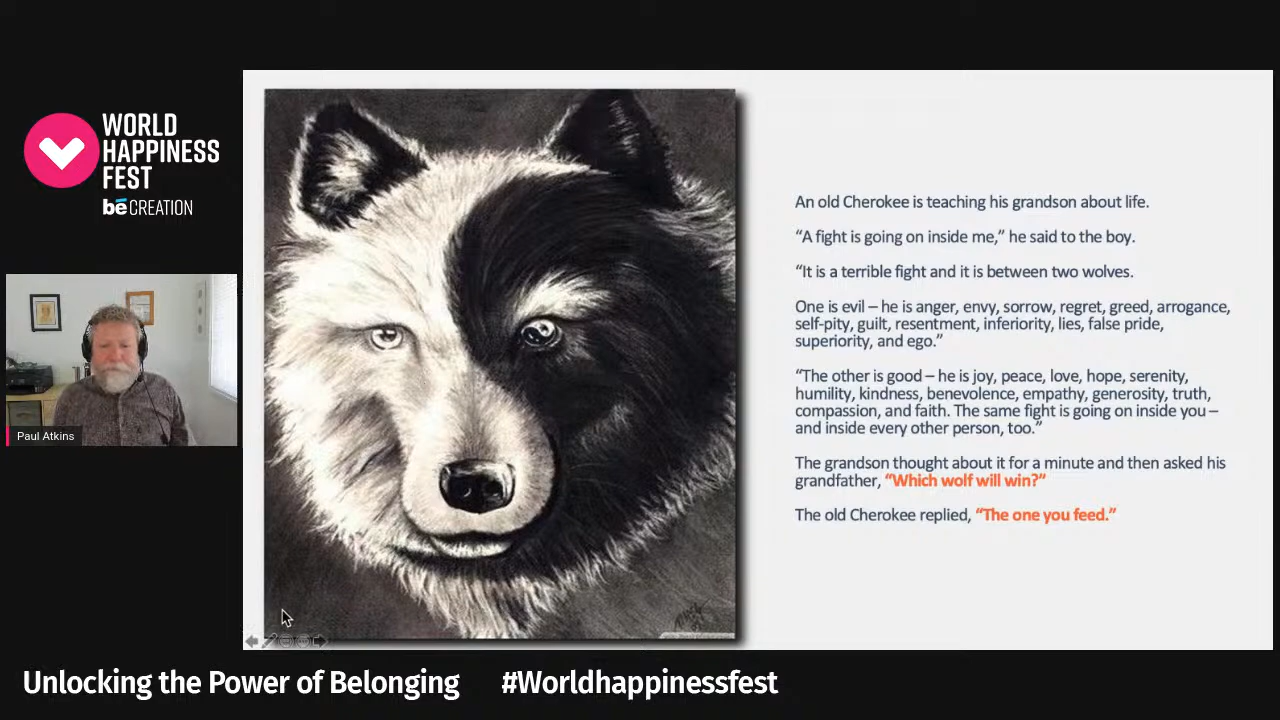 WORLD
HAPPINESS
FEST
bē CREATION
Paul Atkins
An old Cherokee is teaching his grandson about life.
“A fight is going on inside me,” he said to the boy.
“It is a terrible fight and it is between two wolves.
One is evil – he is anger, envy, sorrow, regret, greed, arrogance,
self-pity, guilt, resentment, inferiority, lies, false pride,
superiority, and ego.”
“The other is good – he is joy, peace, love, hope, serenity,
humility, kindness, benevolence, empathy, generosity, truth,
compassion, and faith. The same fight is going on inside you –
and inside every other person, too.”
The grandson thought about it for a minute and then asked his
grandfather, “Which wolf will win?”
The old Cherokee replied, “The one you feed.”
Unlocking the Power of Belonging #Worldhappinessfest